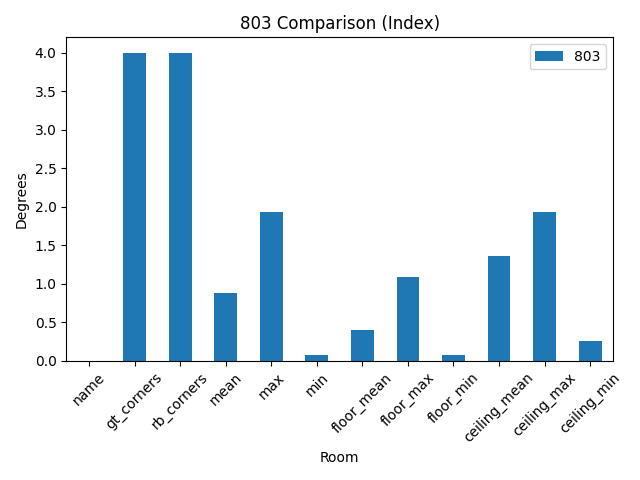 803 Comparison (Index)
803
Degrees
4.0
3.5
3.0
2.5
2.0
1.5
1.0
0.5
0.0
name
gt_corners
rb_corners
mean
max
min
floor_mean
floor_max
floor_min
ceiling_mean
ceiling_max
ceiling_min
Room